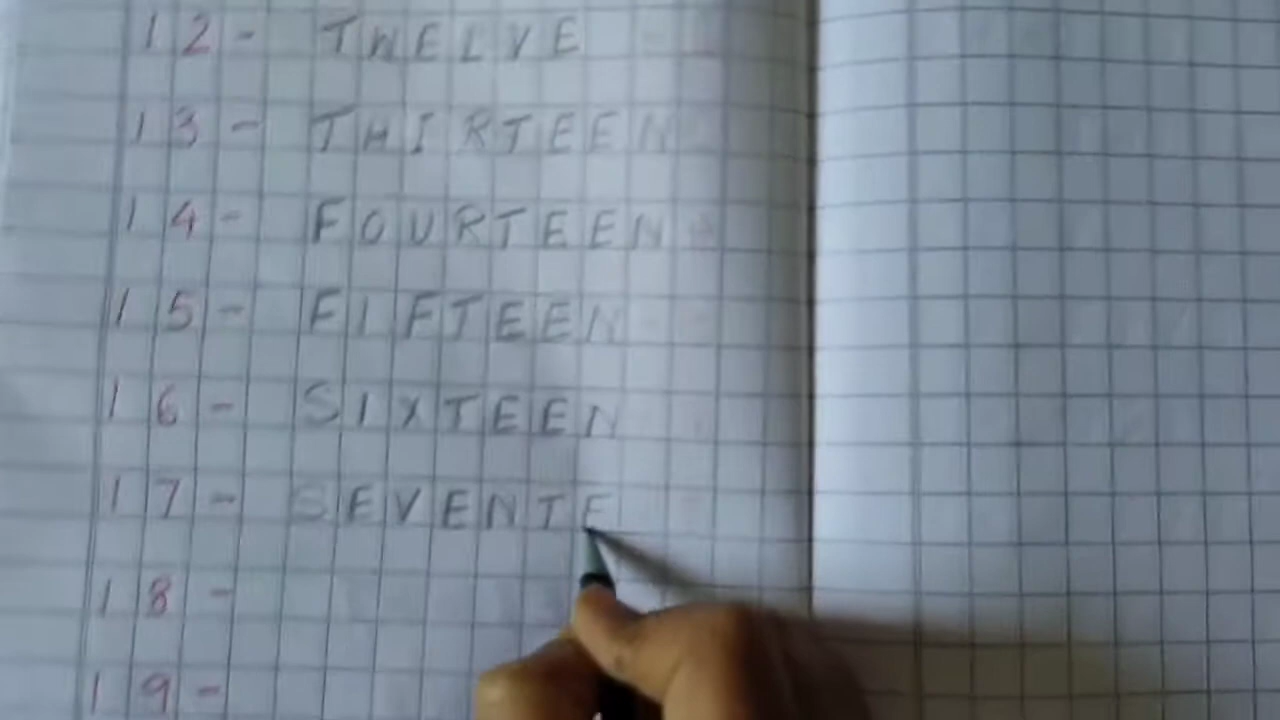 12- TWELVE
13- THIRTEEN
14- FOURTEEN
15- FIFTEEN
16- SIXTEEN
17- SEVENTE
18-
19-